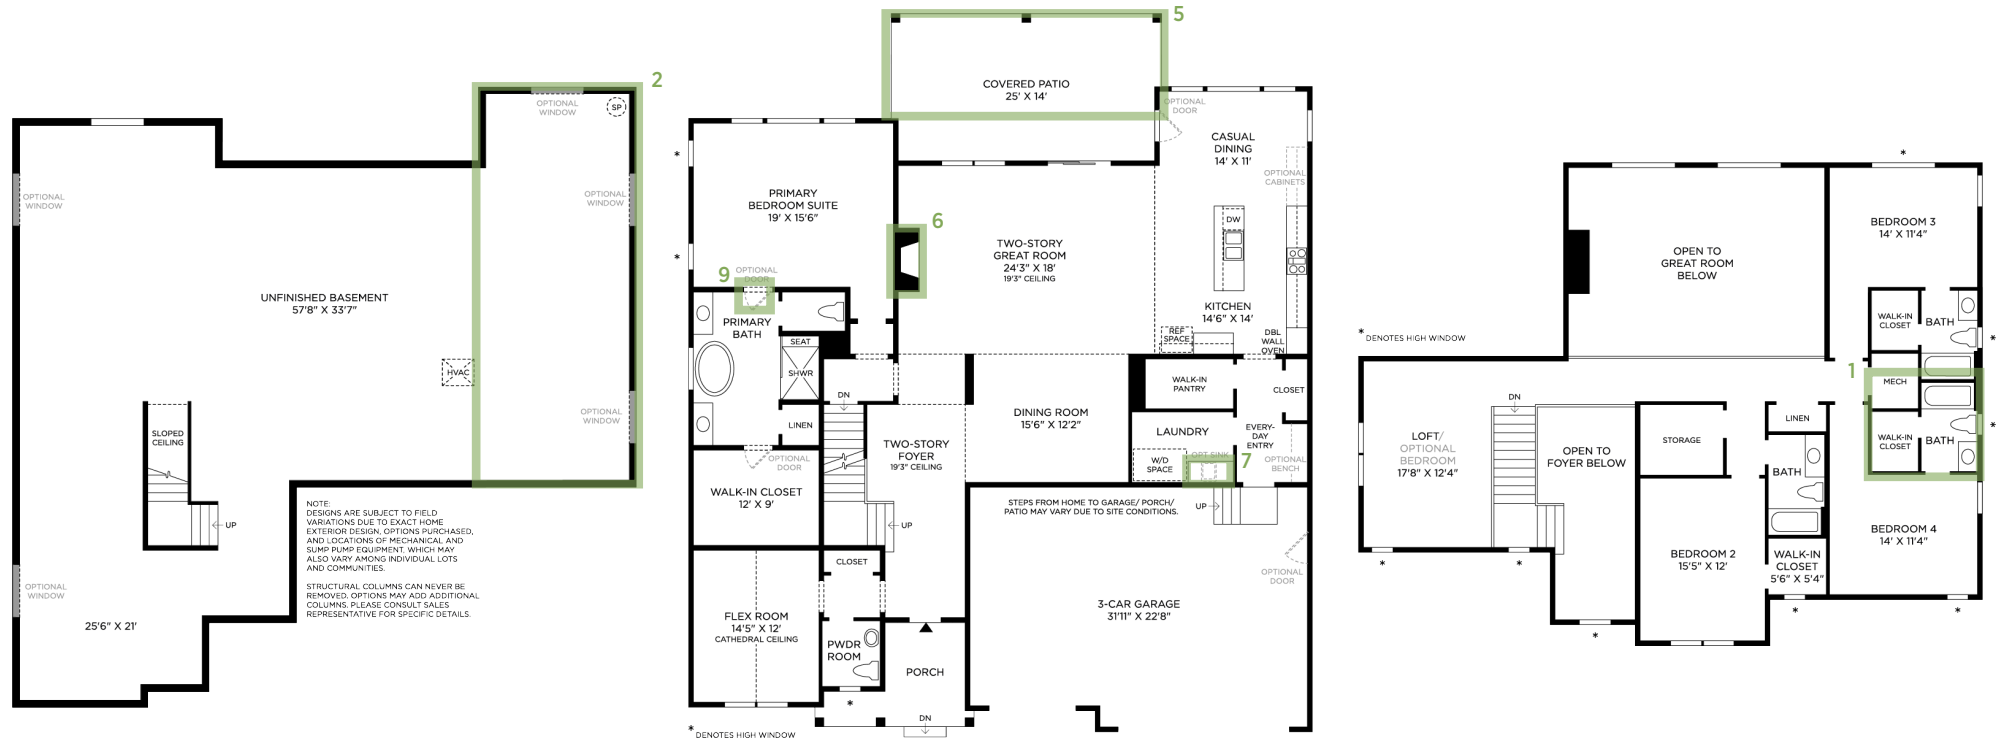 2
OPTIONAL
WINDOW
SP
OPTIONAL
WINDOW
OPTIONAL
WINDOW
UNFINISHED BASEMENT
57'8" X 33'7"
HVAC
OPTIONAL
WINDOW
SLOPED
CEILING
UP
NOTE:
DESIGNS ARE SUBJECT TO FIELD
VARIATIONS DUE TO EXACT HOME
EXTERIOR DESIGN, OPTIONS PURCHASED,
AND LOCATIONS OF MECHANICAL AND
SUMP PUMP EQUIPMENT, WHICH MAY
ALSO VARY AMONG INDIVIDUAL LOTS
AND COMMUNITIES.
STRUCTURAL COLUMNS CAN NEVER BE
REMOVED. OPTIONS MAY ADD ADDITIONAL
COLUMNS. PLEASE CONSULT SALES
REPRESENTATIVE FOR SPECIFIC DETAILS.
OPTIONAL
WINDOW
25'6" X 21'
5
COVERED PATIO
25' X 14'
OPTIONAL
DOOR
CASUAL
DINING
14' X 11'
OPTIONAL
CABINETS
*
PRIMARY
BEDROOM SUITE
19' X 15'6"
6
DW
TWO-STORY
GREAT ROOM
24'3" X 18'
19'3" CEILING
*
9
OPTIONAL
DOOR
KITCHEN
14'6" X 14'
PRIMARY
BATH
REF
SPACE
DBL
WALL
OVEN
SEAT
SHWR
WALK-IN
PANTRY
CLOSET
DN
LINEN
DINING ROOM
15'6" X 12'2"
LAUNDRY
EVERY-
DAY
ENTRY
TWO-STORY
FOYER
19'3" CEILING
OPTIONAL
DOOR
W/D
SPACE
OPT SINK
7
OPTIONAL
BENCH
WALK-IN CLOSET
12' X 9'
STEPS FROM HOME TO GARAGE/ PORCH/
PATIO MAY VARY DUE TO SITE CONDITIONS.
UP
UP
CLOSET
OPTIONAL
DOOR
FLEX ROOM
14'5" X 12'
CATHEDRAL CEILING
3-CAR GARAGE
31'11" X 22'8"
PWDR
ROOM
PORCH
*
DN
* DENOTES HIGH WINDOW
*
BEDROOM 3
14' X 11'4"
OPEN TO
GREAT ROOM
BELOW
WALK-IN
CLOSET
BATH
*
* DENOTES HIGH WINDOW
1
MECH
DN
LINEN
*
LOFT/
OPTIONAL
BEDROOM
17'8" X 12'4"
OPEN TO
FOYER BELOW
STORAGE
WALK-IN
CLOSET
BATH
BATH
BEDROOM 4
14' X 11'4"
BEDROOM 2
15'5" X 12'
WALK-IN
CLOSET
5'6" X 5'4"
*
*
*
*
*